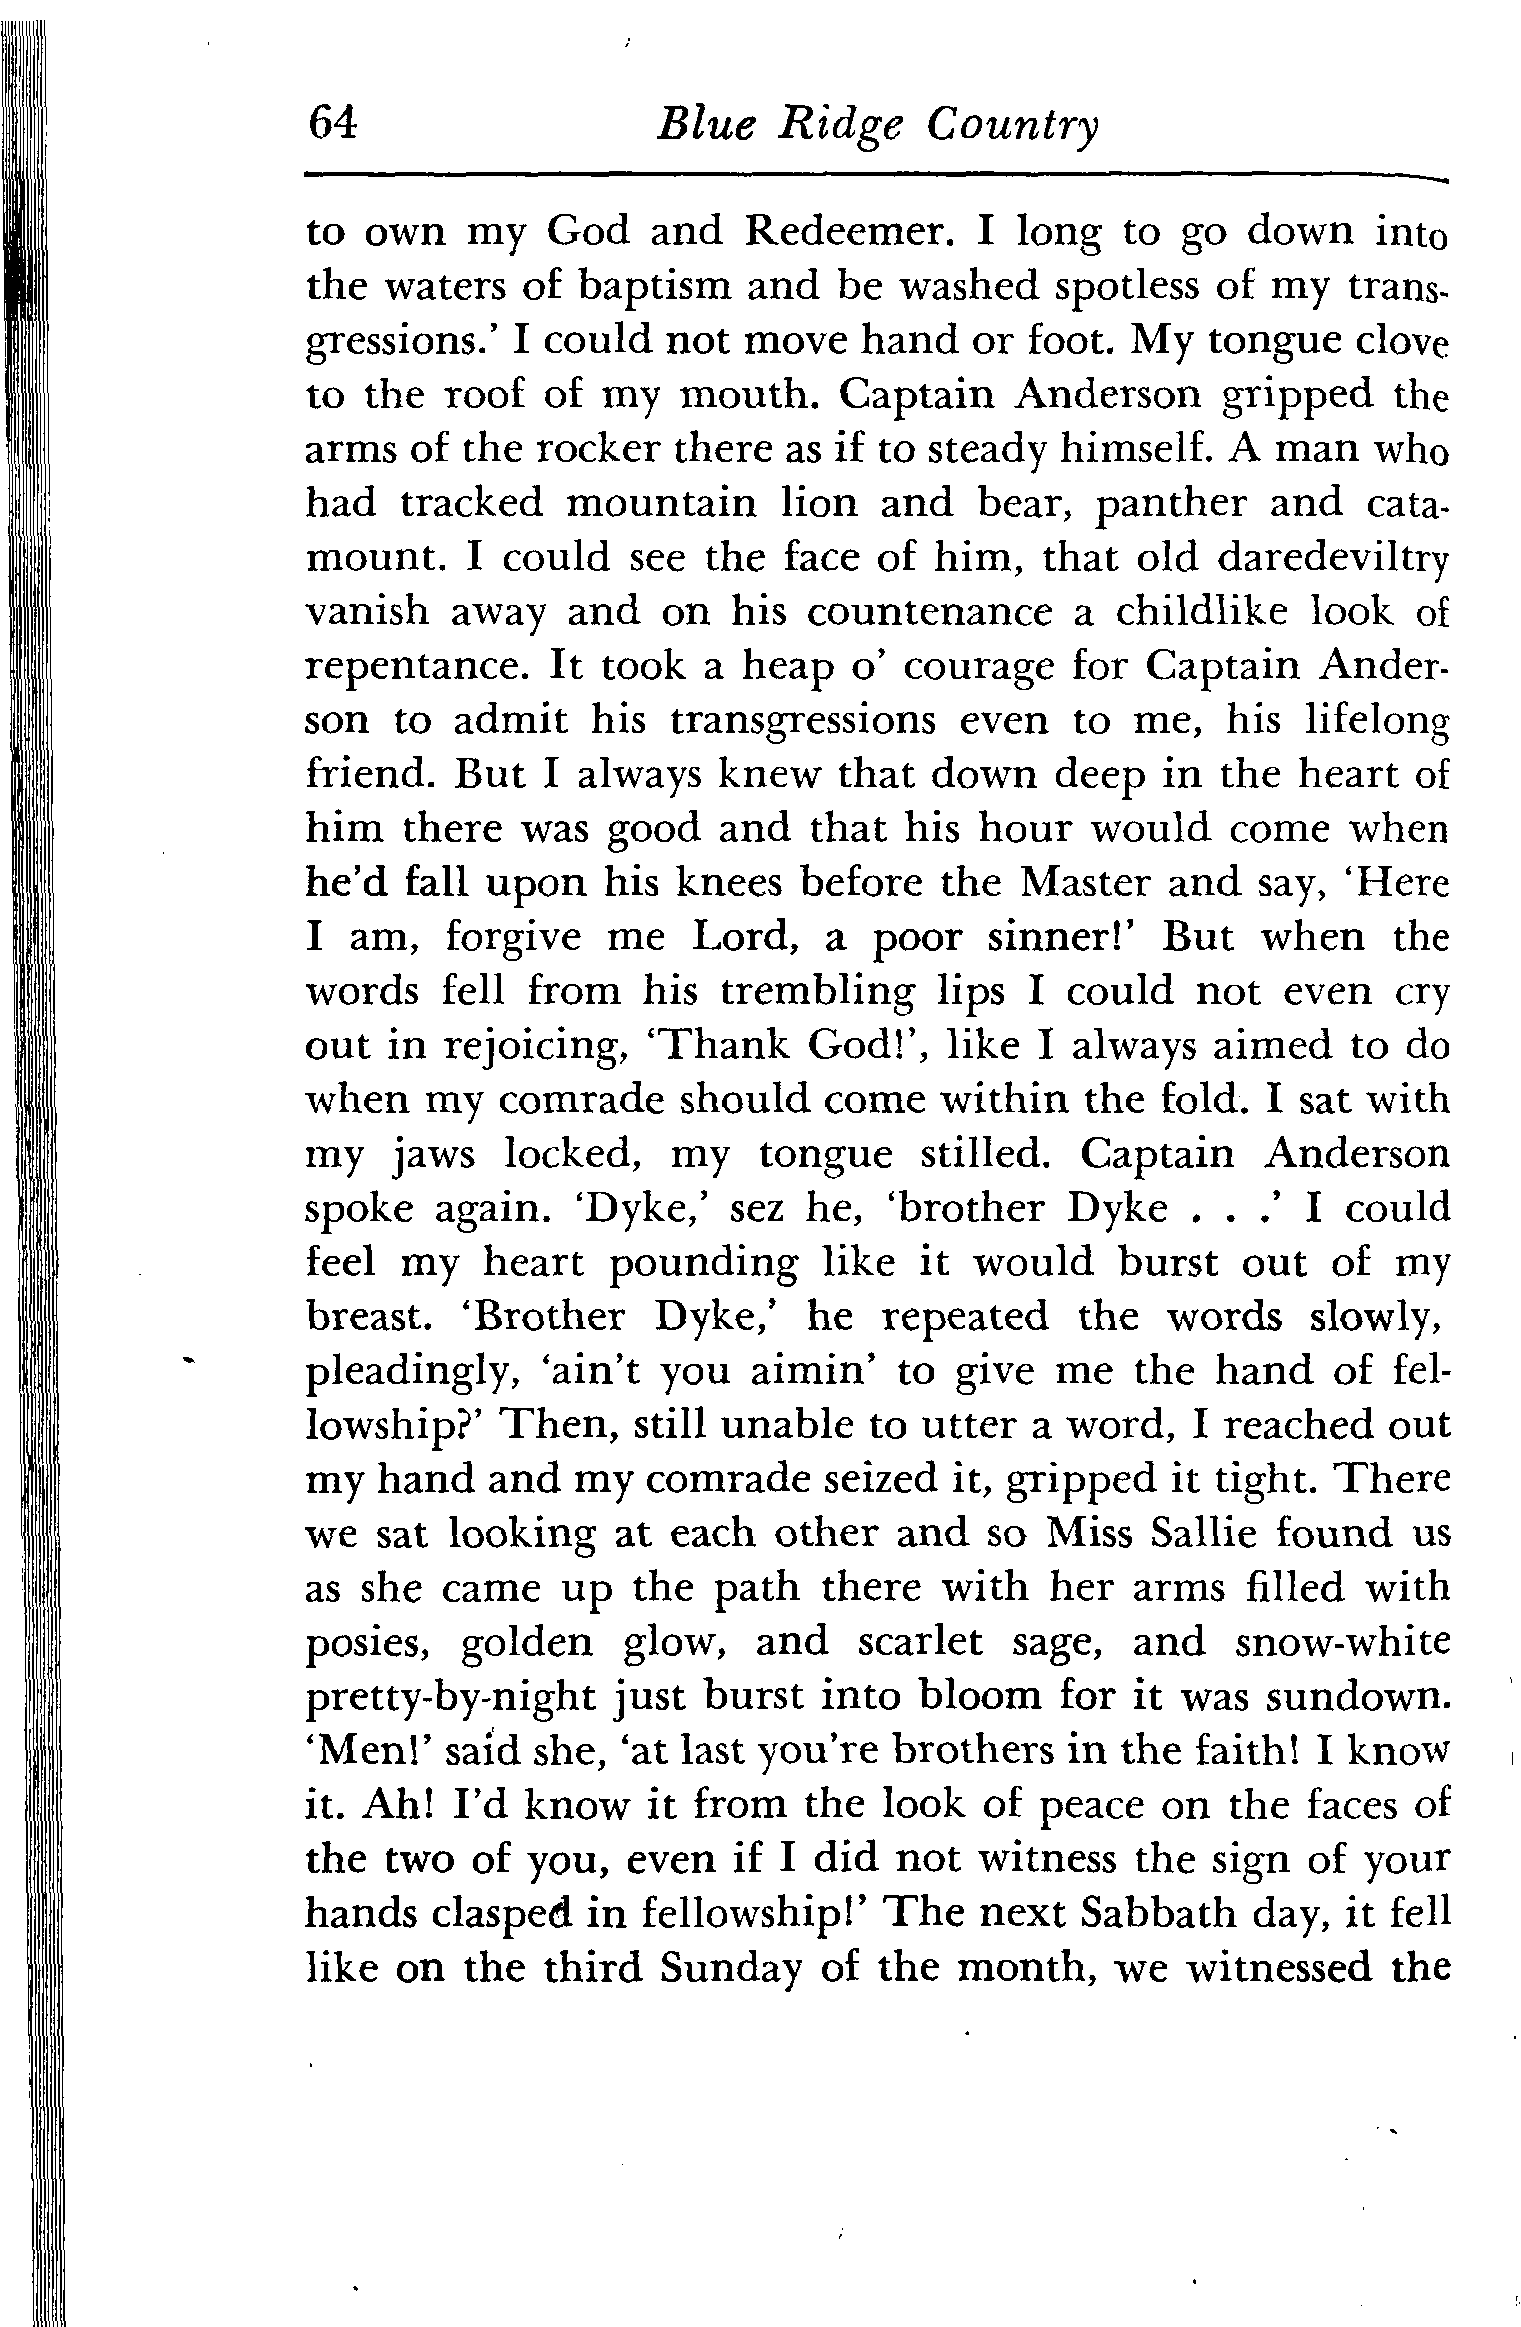 64 Blue Ridge Country
to own my God and Redeemer. I long to go down into
the waters of baptism and be washed spotless of my trans-
gressions.’ I could not move hand or foot. My tongue clove
to the roof of my mouth. Captain Anderson gripped the
arms of the rocker there as if to steady himself. A man who
had tracked mountain lion and bear, panther and cata-
mount. I could see the face of him, that old daredeviltry
vanish away and on his countenance a childlike look of
repentance. It took a heap o’ courage for Captain Ander-
son to admit his transgressions even to me, his lifelong
friend. But I always knew that down deep in the heart of
him there was good and that his hour would come when
he’d fall upon his knees before the Master and say, ‘Here
I am, forgive me Lord, a poor sinner!’ But when the
words fell from his trembling lips I could not even cry
out in rejoicing, ‘Thank God!’, like I always aimed to do
when my comrade should come within the fold. I sat with
my jaws locked, my tongue stilled. Captain Anderson
spoke again. ‘Dyke,’ sez he, ‘brother Dyke . . .’ I could
feel my heart pounding like it would burst out of my
breast. ‘Brother Dyke,’ he repeated the words slowly,
pleadingly, ‘ain’t you aimin’ to give me the hand of fel-
lowship?’ Then, still unable to utter a word, I reached out
my hand and my comrade seized it, gripped it tight. There
we sat looking at each other and so Miss Sallie found us
as she came up the path there with her arms filled with
posies, golden glow, and scarlet sage, and snow-white
pretty-by-night just burst into bloom for it was sundown.
‘Men!’ said she, ‘at last you’re brothers in the faith! I know
it. Ah! I’d know it from the look of peace on the faces of
the two of you, even if I did not witness the sign of your
hands clasped in fellowship!’ The next Sabbath day, it fell
like on the third Sunday of the month, we witnessed the